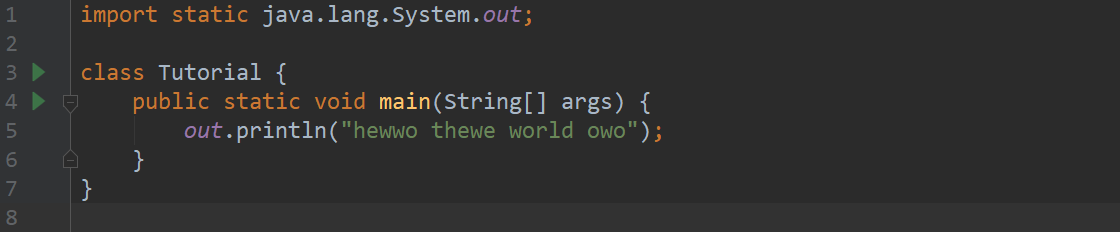 1 import static java.lang.System.out;
2
3 class Tutorial {
4     public static void main(String[] args) {
5         out.println("hewwo thewe world owo");
6     }
7 }
8